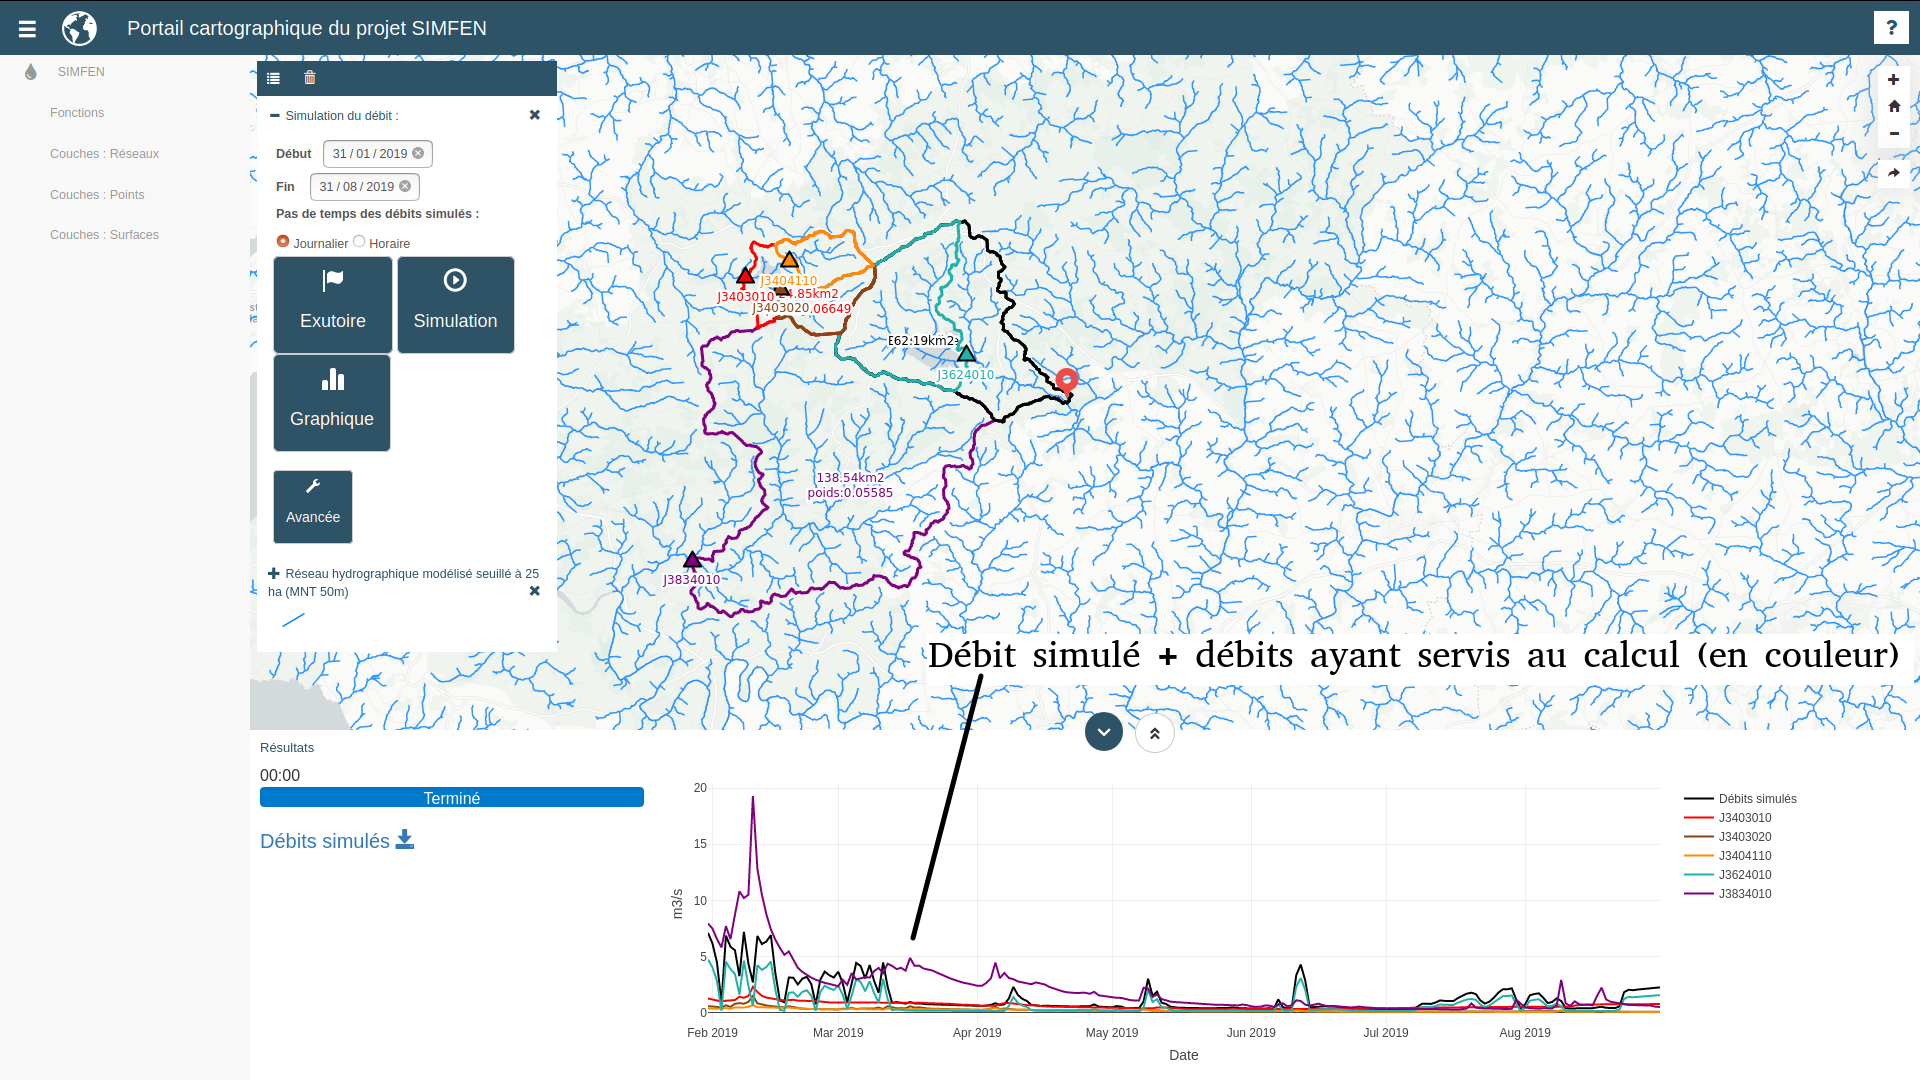 Portail cartographique du projet SIMFEN
?
SIMFEN
Fonctions
Couches : Réseaux
Couches : Points
Couches : Surfaces
Simulation du débit :
Début 31 / 01 / 2019
Fin 31 / 08 / 2019
Pas de temps des débits simulés :
Journalier Horaire
Exutoire
Simulation
Graphique
Avancée
Réseau hydrographique modélisé seuillé à 25
ha (MNT 50m)
J3404110
J3403010
J3403020
.06649
62.19km2
J3624010
138.54km2
poids:0.05585
J3834010
Débit simulé + débits ayant servis au calcul (en couleur)
Résultats
00:00
Terminé
Débits simulés
m3/s
20
15
10
5
0
Feb 2019
Mar 2019
Apr 2019
May 2019
Jun 2019
Jul 2019
Aug 2019
Date
Débits simulés
J3403010
J3403020
J3404110
J3624010
J3834010